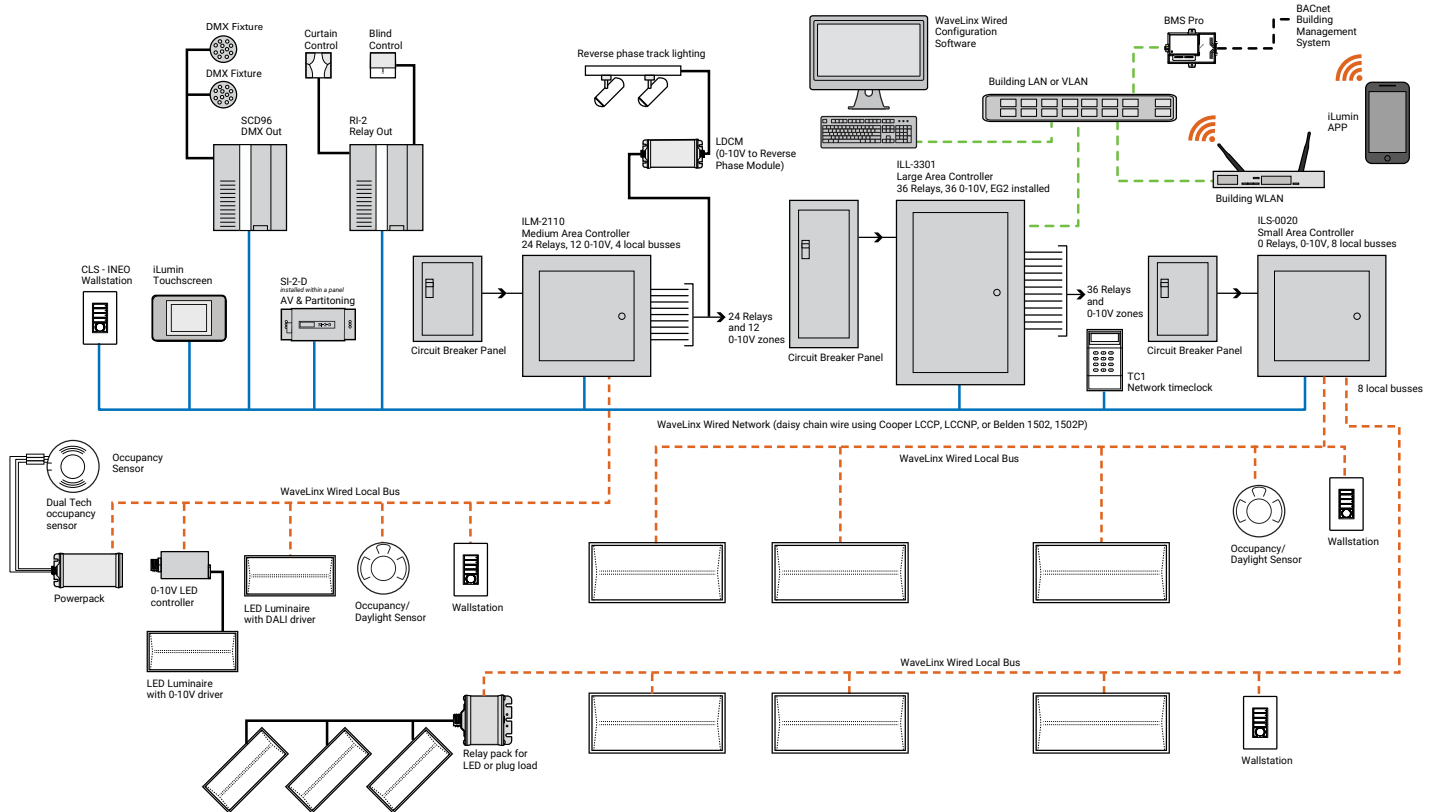 DMX Fixture
DMX Fixture
Curtain
Control
Blind
Control
SCD96
DMX Out
RI-2
Relay Out
Reverse phase track lighting
LDCM
(0-10V to Reverse
Phase Module)
WaveLinx Wired
Configuration
Software
Building LAN or VLAN
BMS Pro
BACnet
Building
Management
System
iLumin
APP
Building WLAN
CLS - INEO
Wallstation
iLumin
Touchscreen
SI-2-D
installed within a panel
AV & Partitoning
ILM-2110
Medium Area Controller
24 Relays, 12 0-10V, 4 local busses
Circuit Breaker Panel
24 Relays
and 12
0-10V zones
ILL-3301
Large Area Controller
36 Relays, 36 0-10V, EG2 installed
Circuit Breaker Panel
36 Relays
and
0-10V zones
TC1
Network timeclock
ILS-0020
Small Area Controller
0 Relays, 0-10V, 8 local busses
Circuit Breaker Panel
8 local busses
WaveLinx Wired Network (daisy chain wire using Cooper LCCP, LCCNP, or Belden 1502, 1502P)
Occupancy
Sensor
Dual Tech
occupancy
sensor
Powerpack
WaveLinx Wired Local Bus
0-10V LED
controller
LED Luminaire
with 0-10V driver
LED Luminaire
with DALI driver
Occupancy/
Daylight Sensor
Wallstation
WaveLinx Wired Local Bus
Occupancy/
Daylight Sensor
Wallstation
WaveLinx Wired Local Bus
Relay pack for
LED or plug load
Wallstation